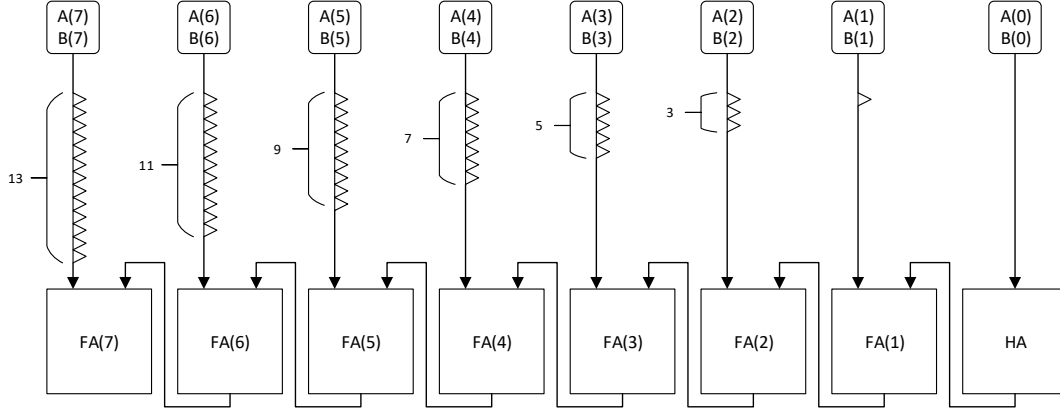 A(7)
B(7)
A(6)
B(6)
A(5)
B(5)
A(4)
B(4)
A(3)
B(3)
A(2)
B(2)
A(1)
B(1)
A(0)
B(0)
13
11
9
7
5
3
FA(7)
FA(6)
FA(5)
FA(4)
FA(3)
FA(2)
FA(1)
HA